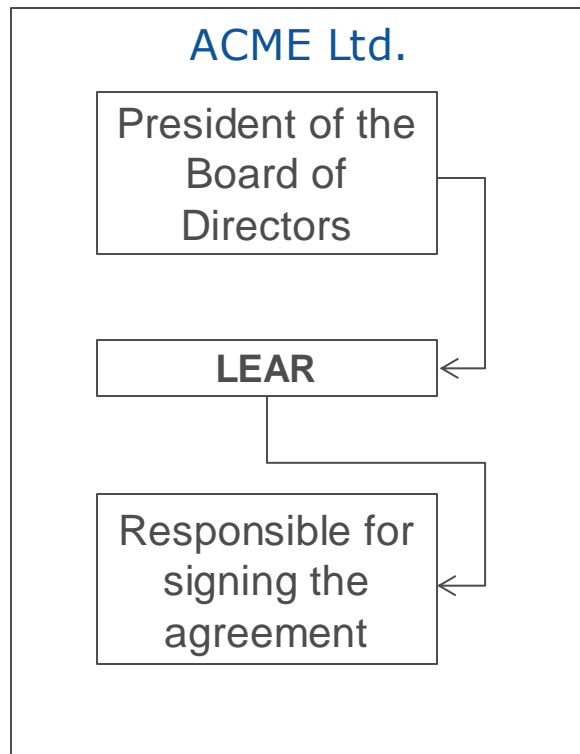 ACME Ltd.
President of the
Board of
Directors
LEAR
Responsible for
signing the
agreement